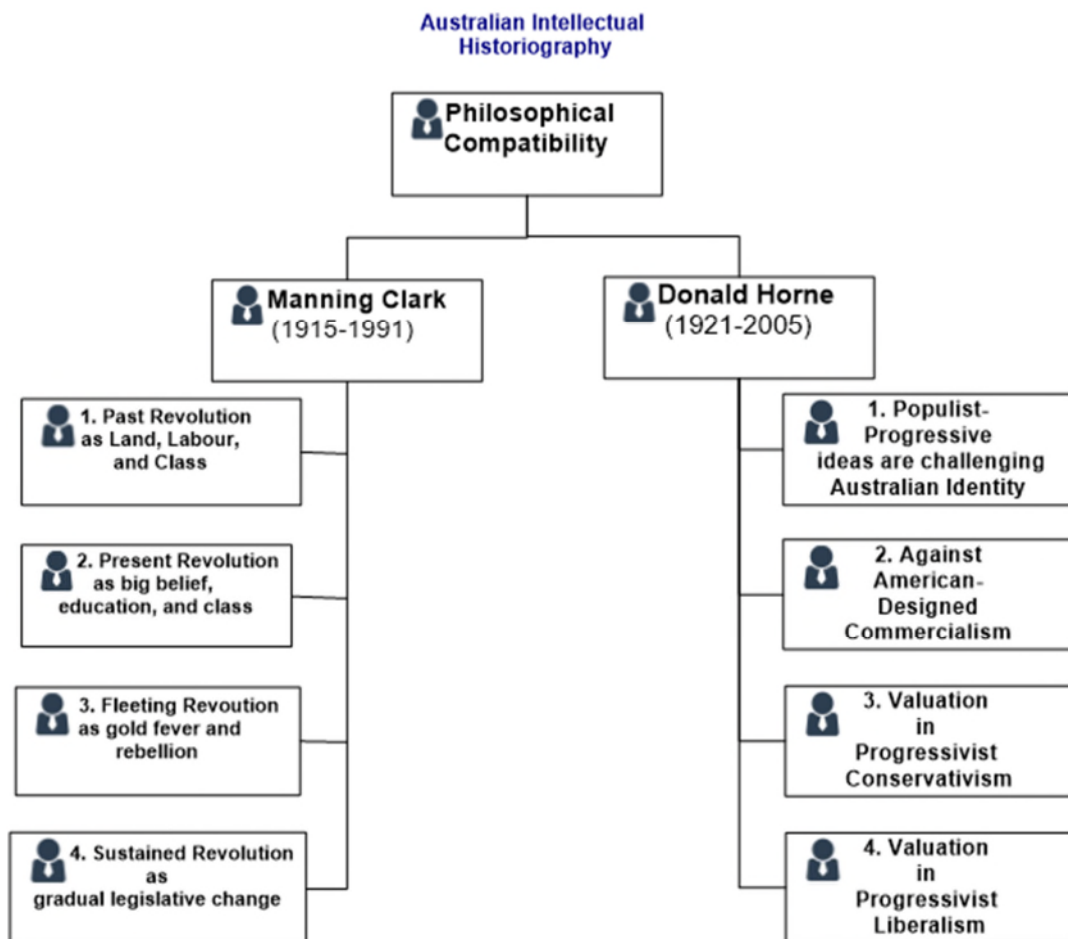 Australian Intellectual
Historiography
Philosophical
Compatibility
Manning Clark
(1915-1991)
1. Past Revolution
as Land, Labour,
and Class
2. Present Revolution
as big belief,
education, and class
3. Fleeting Revoution
as gold fever and
rebellion
4. Sustained Revolution
as
gradual legislative change
Donald Horne
(1921-2005)
1. Populist-
Progressive
ideas are challenging
Australian Identity
2. Against
American-
Designed
Commercialism
3. Valuation
in
Progressivist
Conservativism
4. Valuation
in
Progressivist
Liberalism